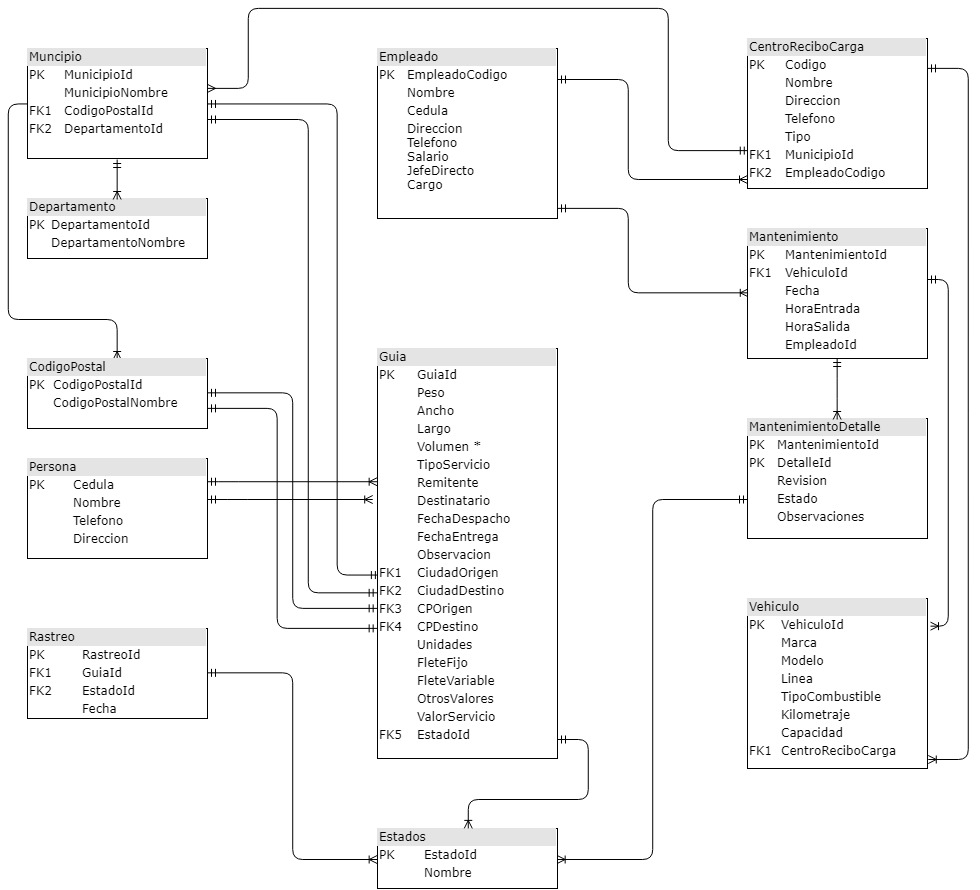 Muncipio
PK MunicipioId
MunicipioNombre
FK1 CodigoPostalId
FK2 DepartamentoId
Departamento
PK DepartamentoId
DepartamentoNombre
CodigoPostal
PK CodigoPostalId
CodigoPostalNombre
Persona
PK Cedula
Nombre
Telefono
Direccion
Rastreo
PK RastreoId
FK1 GuiaId
FK2 EstadoId
Fecha
Empleado
PK EmpleadoCodigo
Nombre
Cedula
Direccion
Telefono
Salario
JefeDirecto
Cargo
Guia
PK GuiaId
Peso
Ancho
Largo
Volumen *
TipoServicio
Remitente
Destinatario
FechaDespacho
FechaEntrega
Observacion
FK1 CiudadOrigen
FK2 CiudadDestino
FK3 CPOrigen
FK4 CPDestino
Unidades
FleteFijo
FleteVariable
OtrosValores
ValorServicio
FK5 EstadoId
Estados
PK EstadoId
Nombre
CentroReciboCarga
PK Codigo
Nombre
Direccion
Telefono
Tipo
FK1 MunicipioId
FK2 EmpleadoCodigo
Mantenimiento
PK MantenimientoId
FK1 VehiculoId
Fecha
HoraEntrada
HoraSalida
EmpleadoId
MantenimientoDetalle
PK MantenimientoId
PK DetalleId
Revision
Estado
Observaciones
Vehiculo
PK VehiculoId
Marca
Modelo
Linea
TipoCombustible
Kilometraje
Capacidad
FK1 CentroReciboCarga